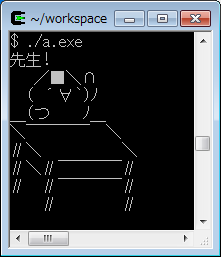 ~/workspace
$ ./a.exe
先生!